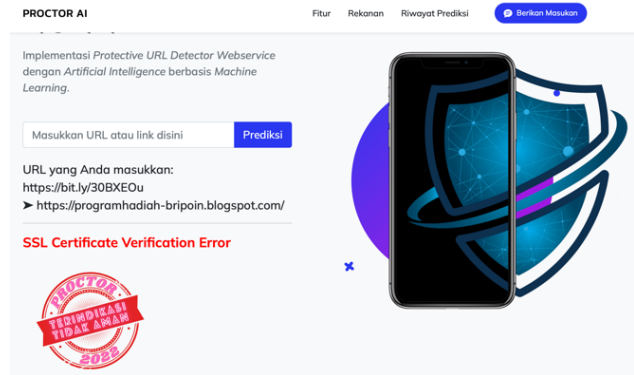 PROCTOR AI
Fitur
Rekanan
Riwayat Prediksi
Berikan Masukan
Implementasi Protective URL Detector Webservice
dengan Artificial Intelligence berbasis Machine
Learning.
Masukkan URL atau link disini
Prediksi
URL yang Anda masukkan:
https://bit.ly/30BXEOu
➤ https://programhadiah-bripoin.blogspot.com/
SSL Certificate Verification Error
PROCTOR
TERINDIKASI
TIDAK AMAN
2022